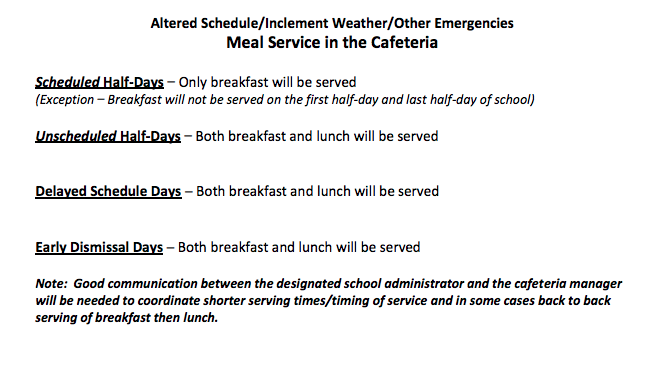 Altered Schedule/Inclement Weather/Other Emergencies
Meal Service in the Cafeteria
Scheduled Half-Days – Only breakfast will be served
(Exception – Breakfast will not be served on the first half-day and last half-day of school)
Unscheduled Half-Days – Both breakfast and lunch will be served
Delayed Schedule Days – Both breakfast and lunch will be served
Early Dismissal Days – Both breakfast and lunch will be served
Note:  Good communication between the designated school administrator and the cafeteria manager
will be needed to coordinate shorter serving times/timing of service and in some cases back to back
serving of breakfast then lunch.